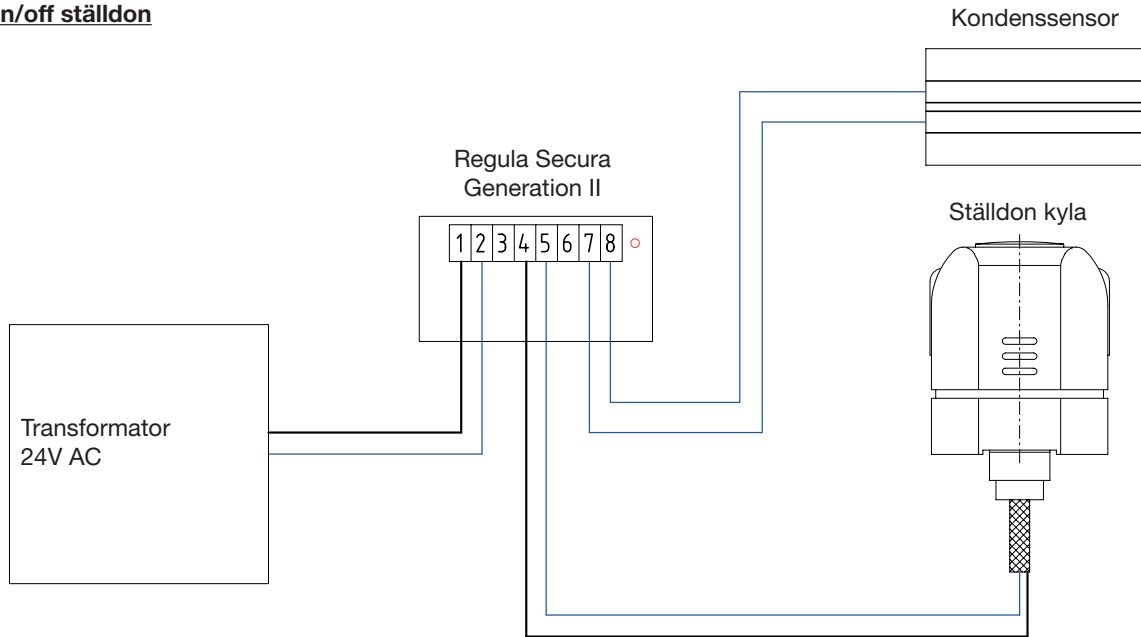 n/off ställdon
Kondenssensor
Regula Secura
Generation II
Ställdon kyla
1 2 3 4 5 6 7 8
Transformator
24V AC